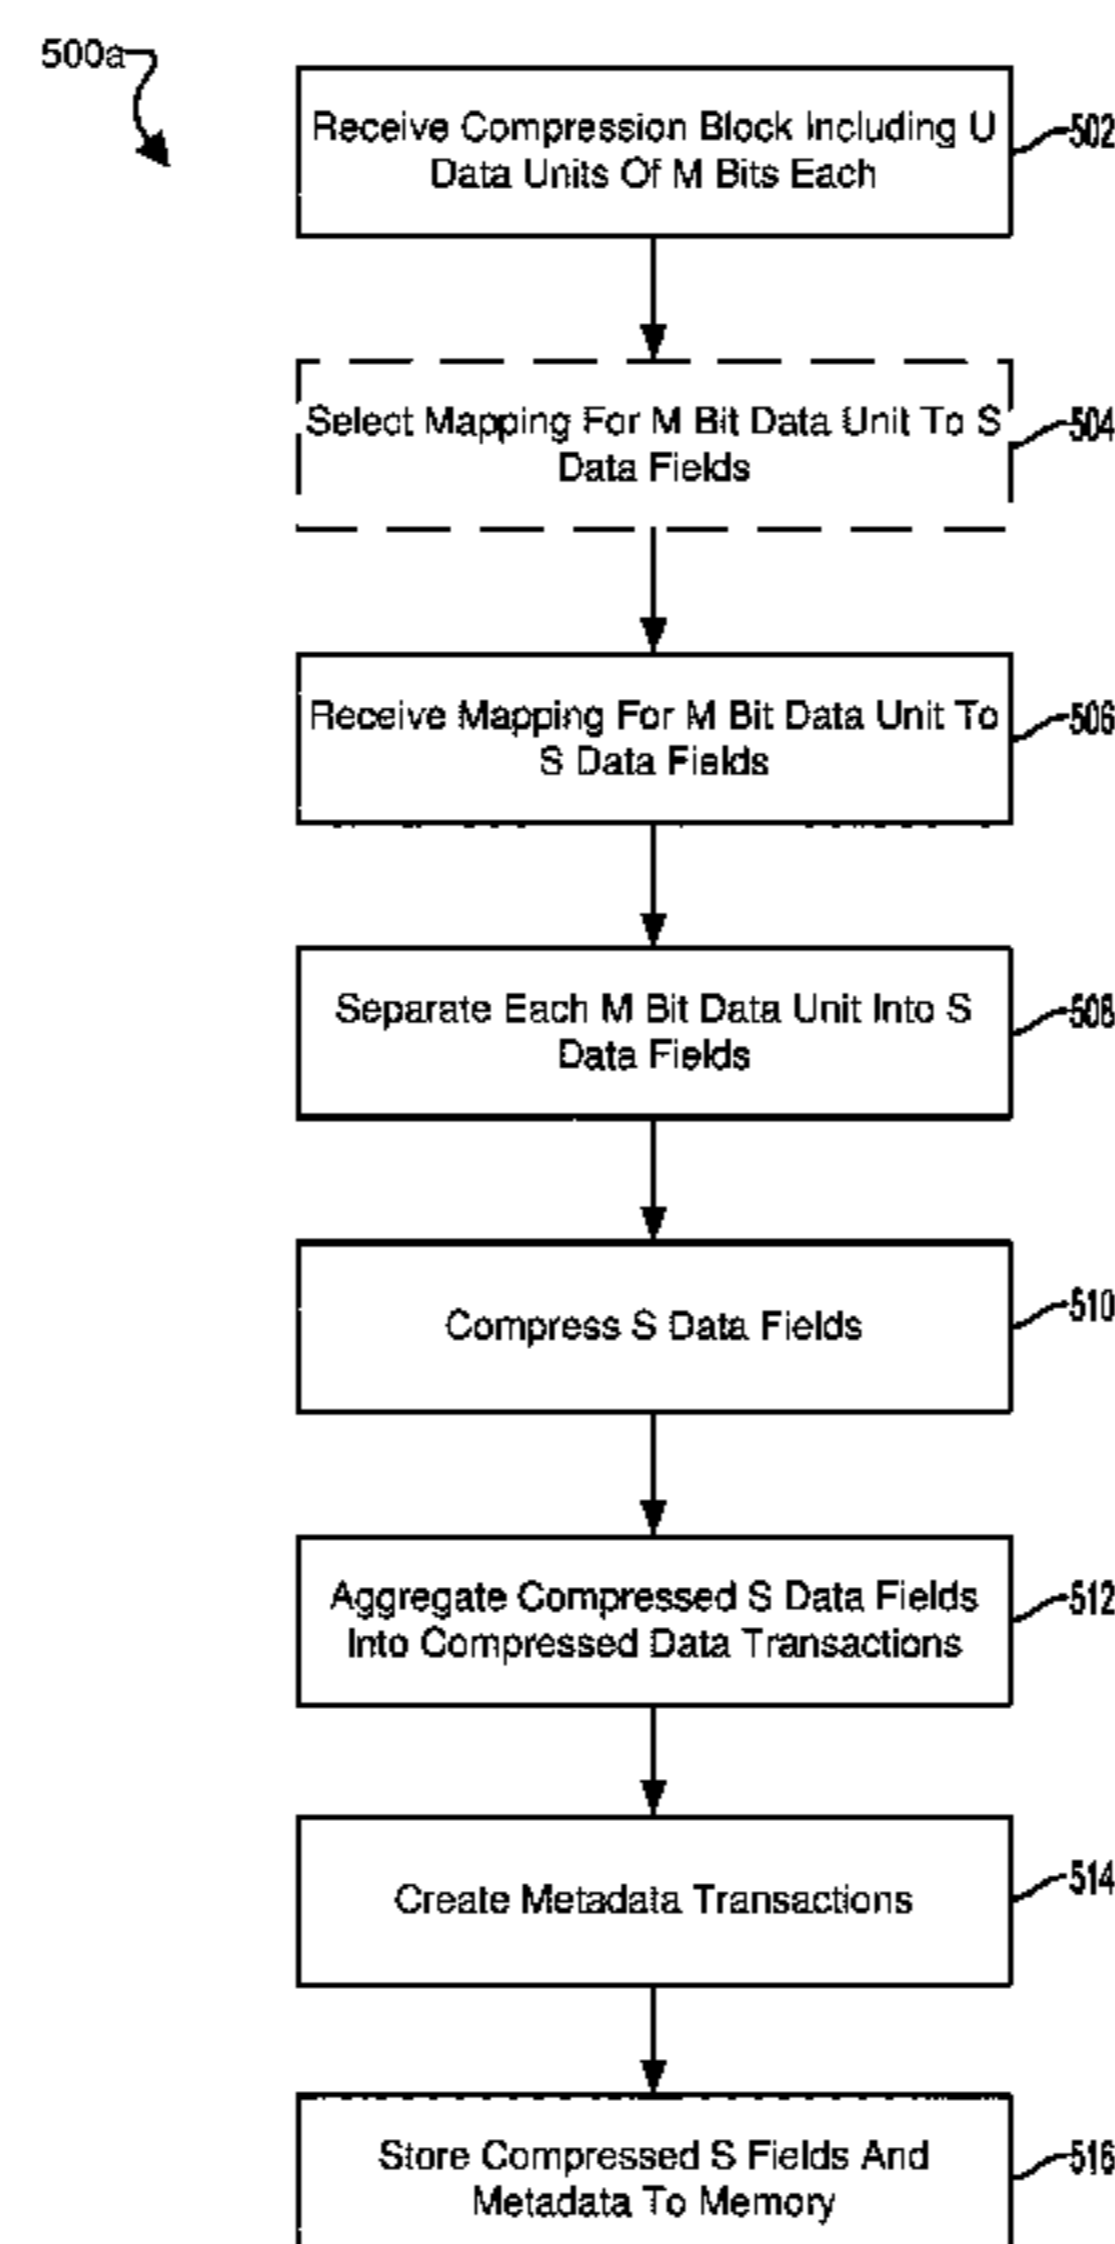 500a
Receive Compression Block Including U
Data Units Of M Bits Each
502
Select Mapping For M Bit Data Unit To S
Data Fields
504
Receive Mapping For M Bit Data Unit To
S Data Fields
506
Separate Each M Bit Data Unit Into S
Data Fields
508
Compress S Data Fields
510
Aggregate Compressed S Data Fields
Into Compressed Data Transactions
512
Create Metadata Transactions
514
Store Compressed S Fields And
Metadata To Memory
516